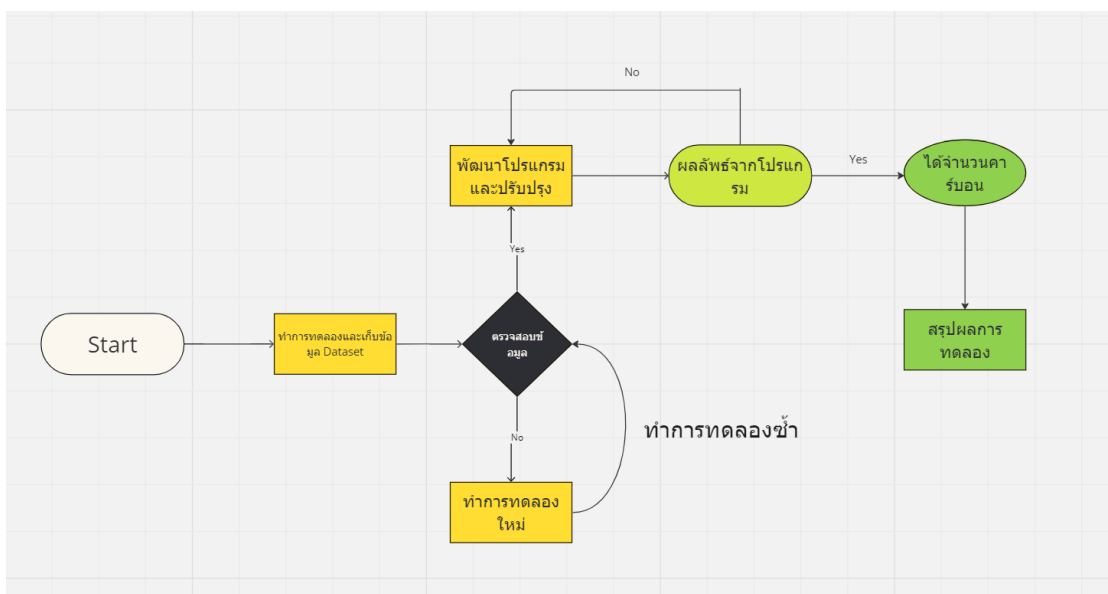 No
พัฒนาโปรแกรม
และปรับปรุง
ผลลัพธ์จากโปรแก
รม
Yes
ได้จำนวนคา
ร์บอน
Yes
Start
ทำการทดลองและเก็บข้อ
มูล Dataset
ตรวจสอบข้
อมูล
สรุปผลการ
ทดลอง
No
ทำการทดลองซ้ำ
ทำการทดลอง
ใหม่